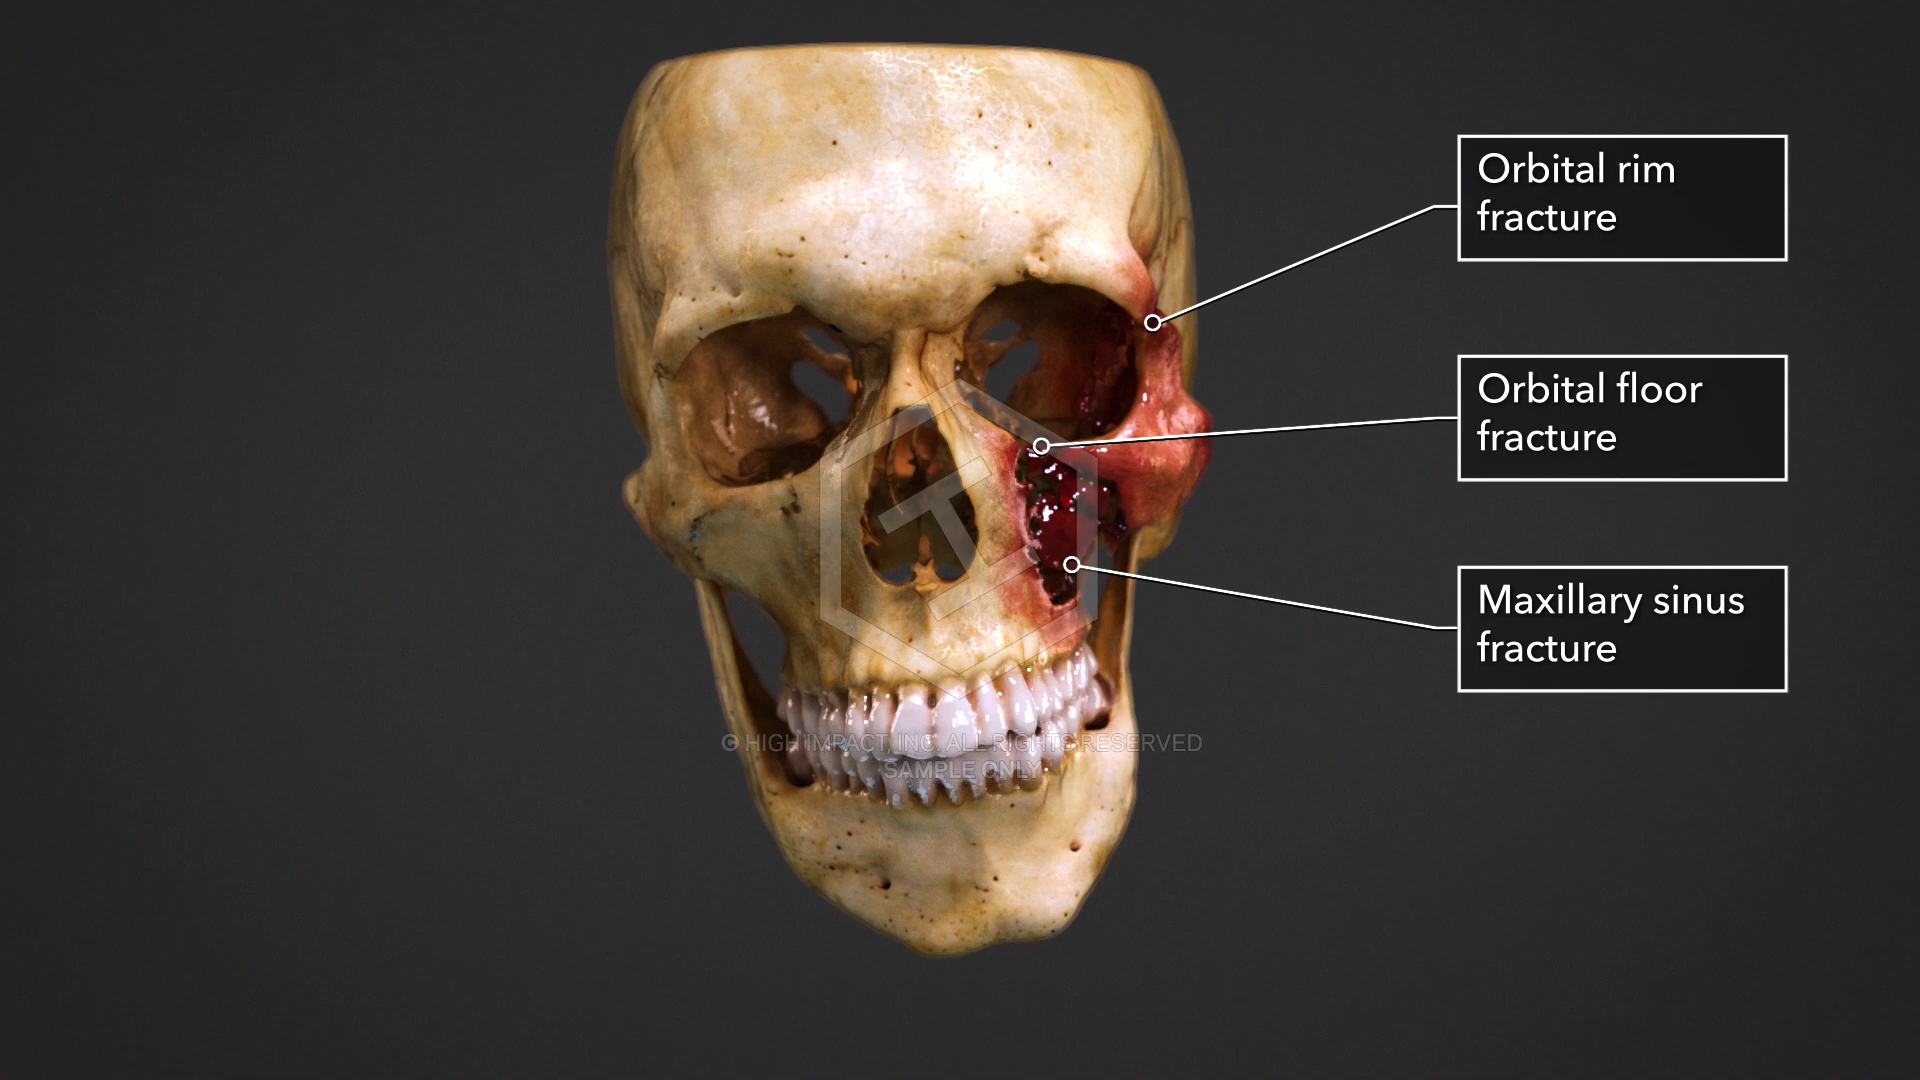 Orbital rim
fracture
Orbital floor
fracture
Maxillary sinus
fracture
© HIGH IMPACT, INC. ALL RIGHTS RESERVED
SAMPLE ONLY